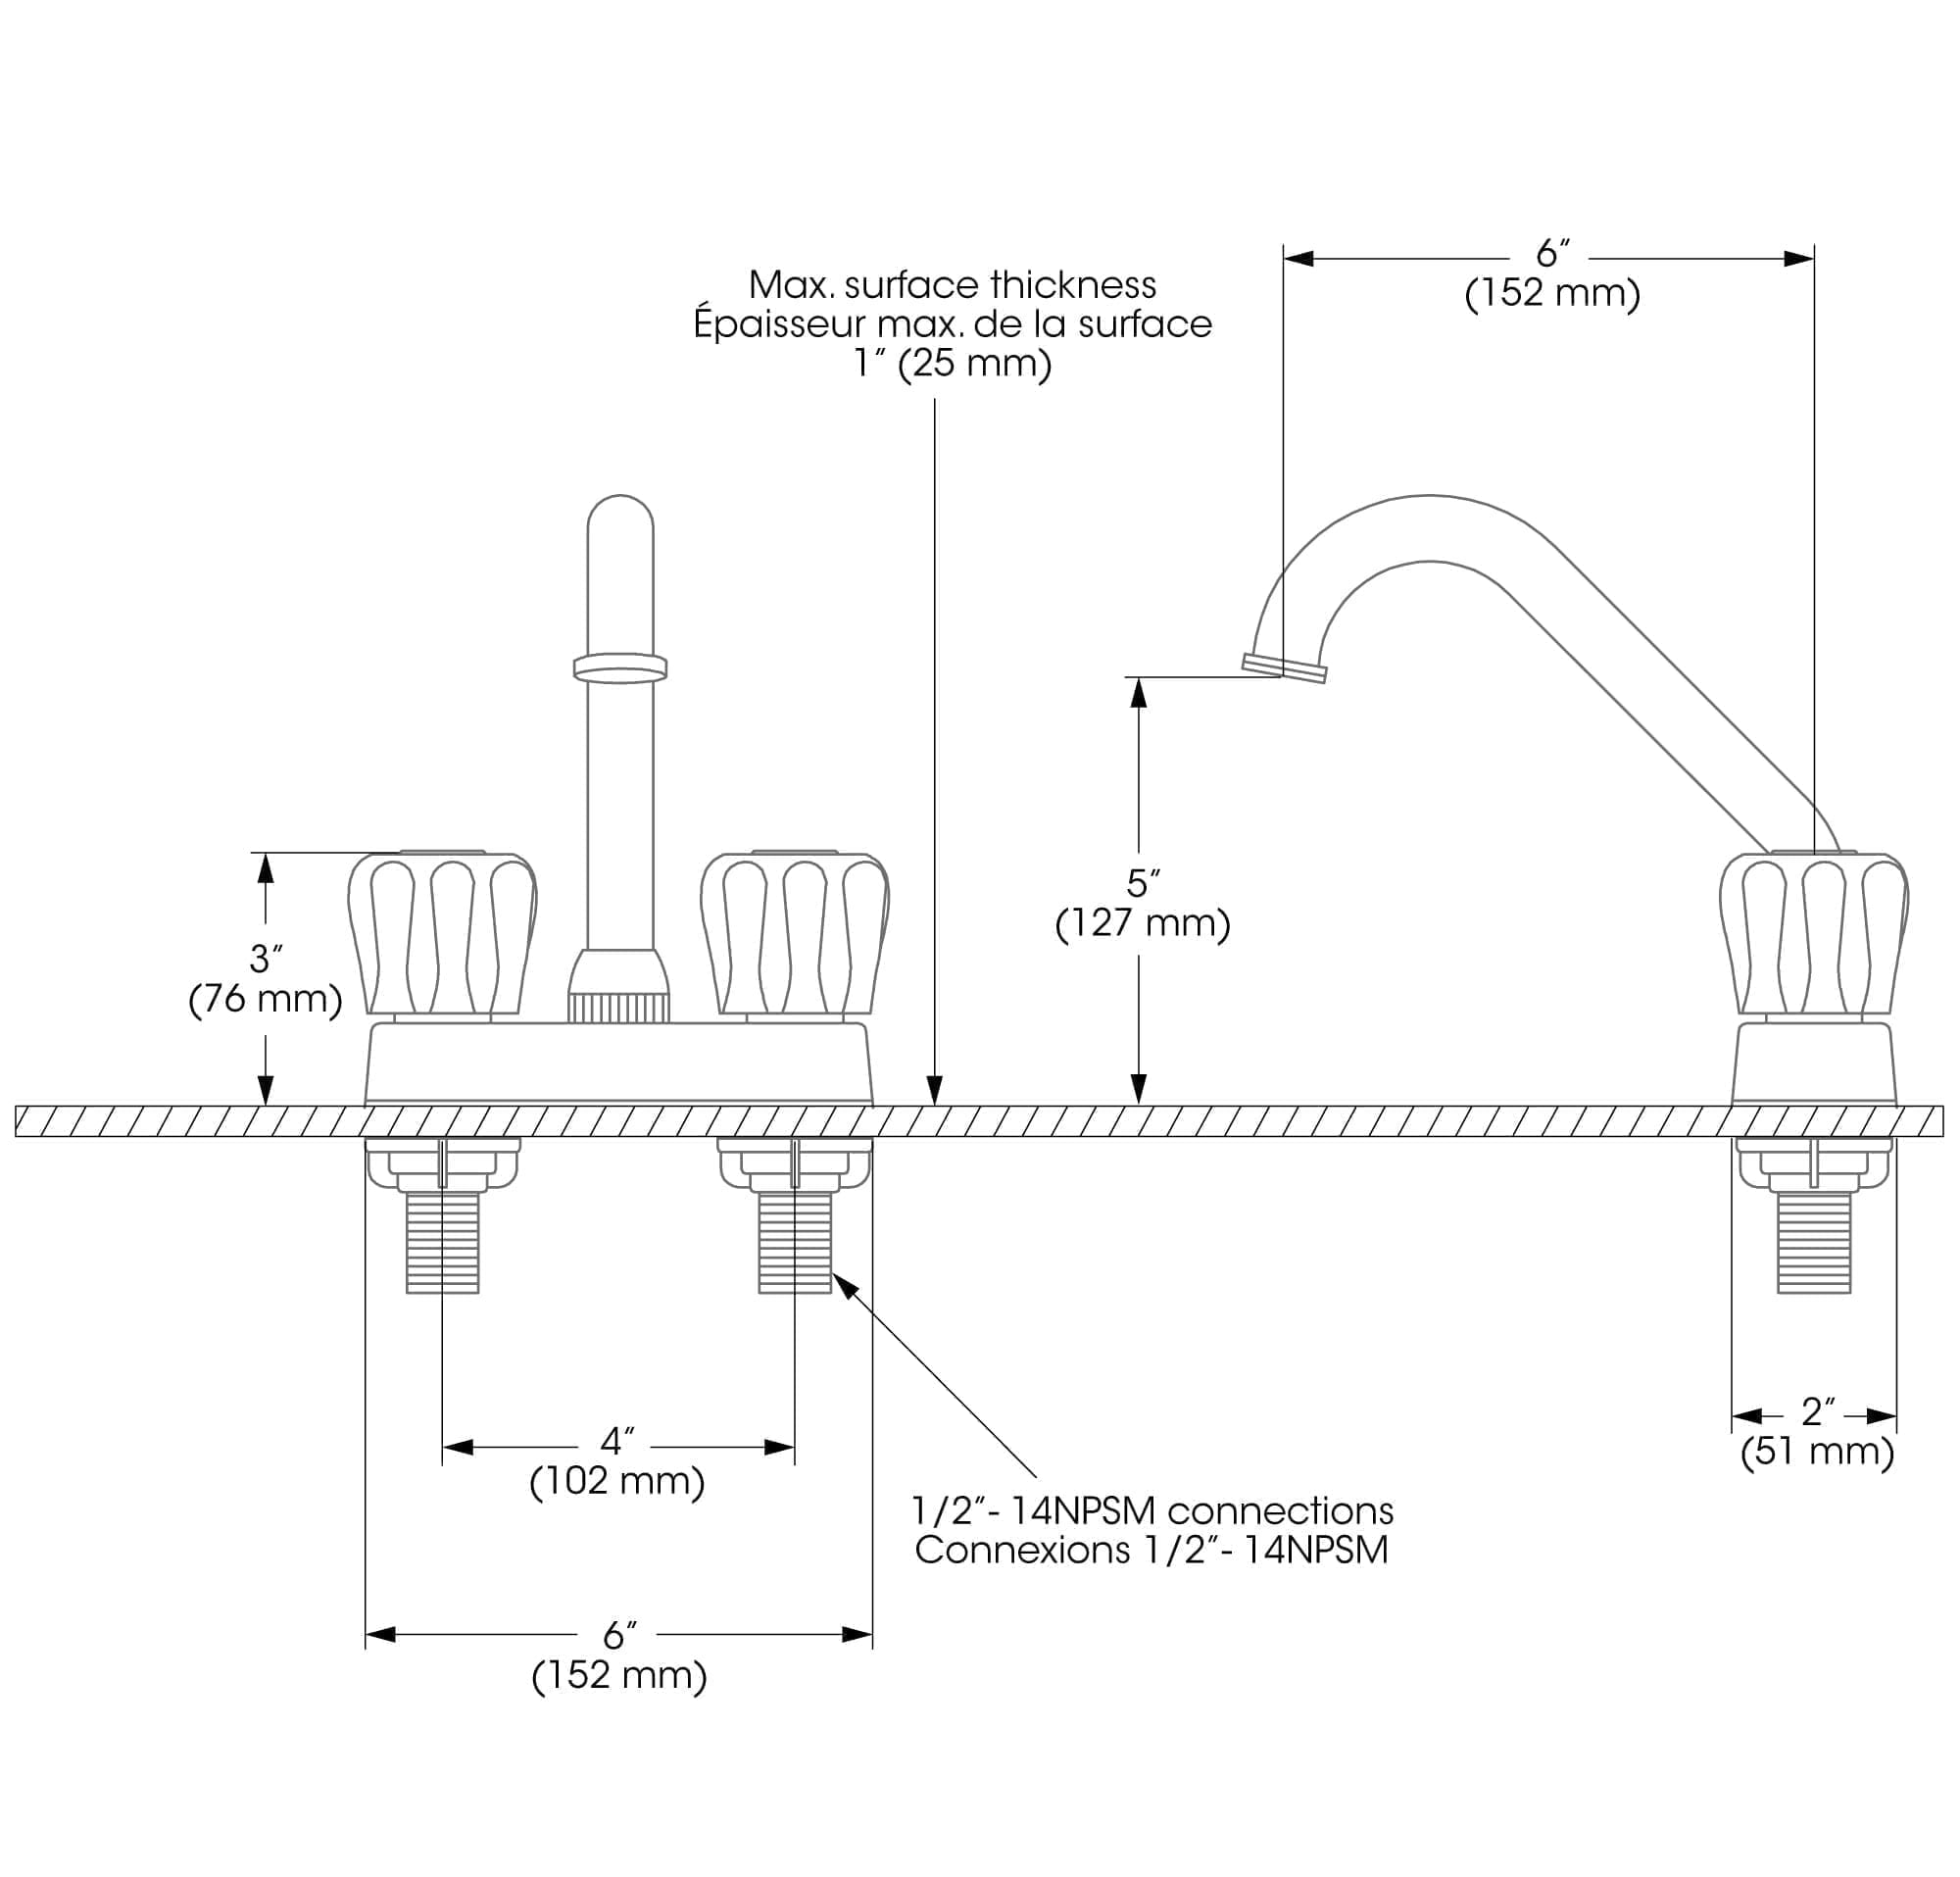 6″
(152 mm)
Max. surface thickness
Épaisseur max. de la surface
1″ (25 mm)
5″
(127 mm)
3″
(76 mm)
2″
(51 mm)
4″
(102 mm)
1/2″- 14NPSM connections
Connexions 1/2″- 14NPSM
6″
(152 mm)